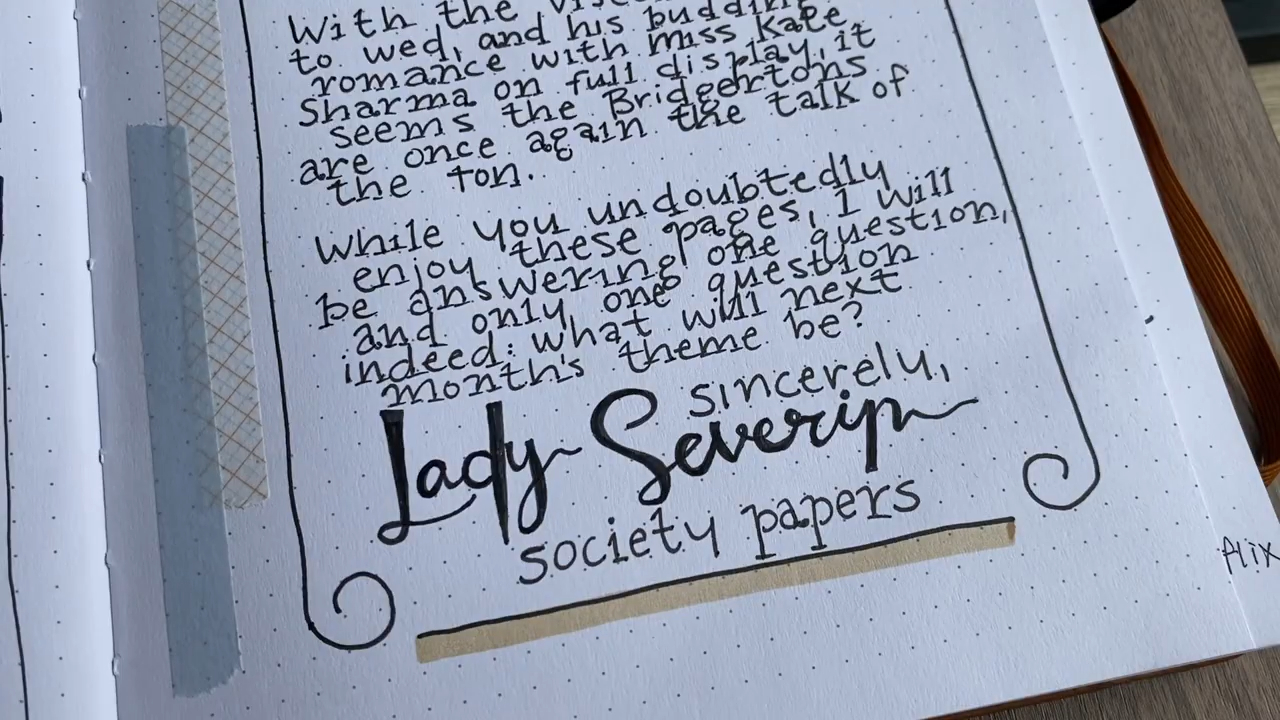 With the
to wed, and his budding
romance with miss Kate
Sharma on full display, it
seems the Bridgertons
are once again the talk of
the ton.
While you undoubtedly
enjoy these pages, I will
be answering one question,
and only one question
indeed: what will next
month's theme be?
sincerely,
Lady Severin
society papers